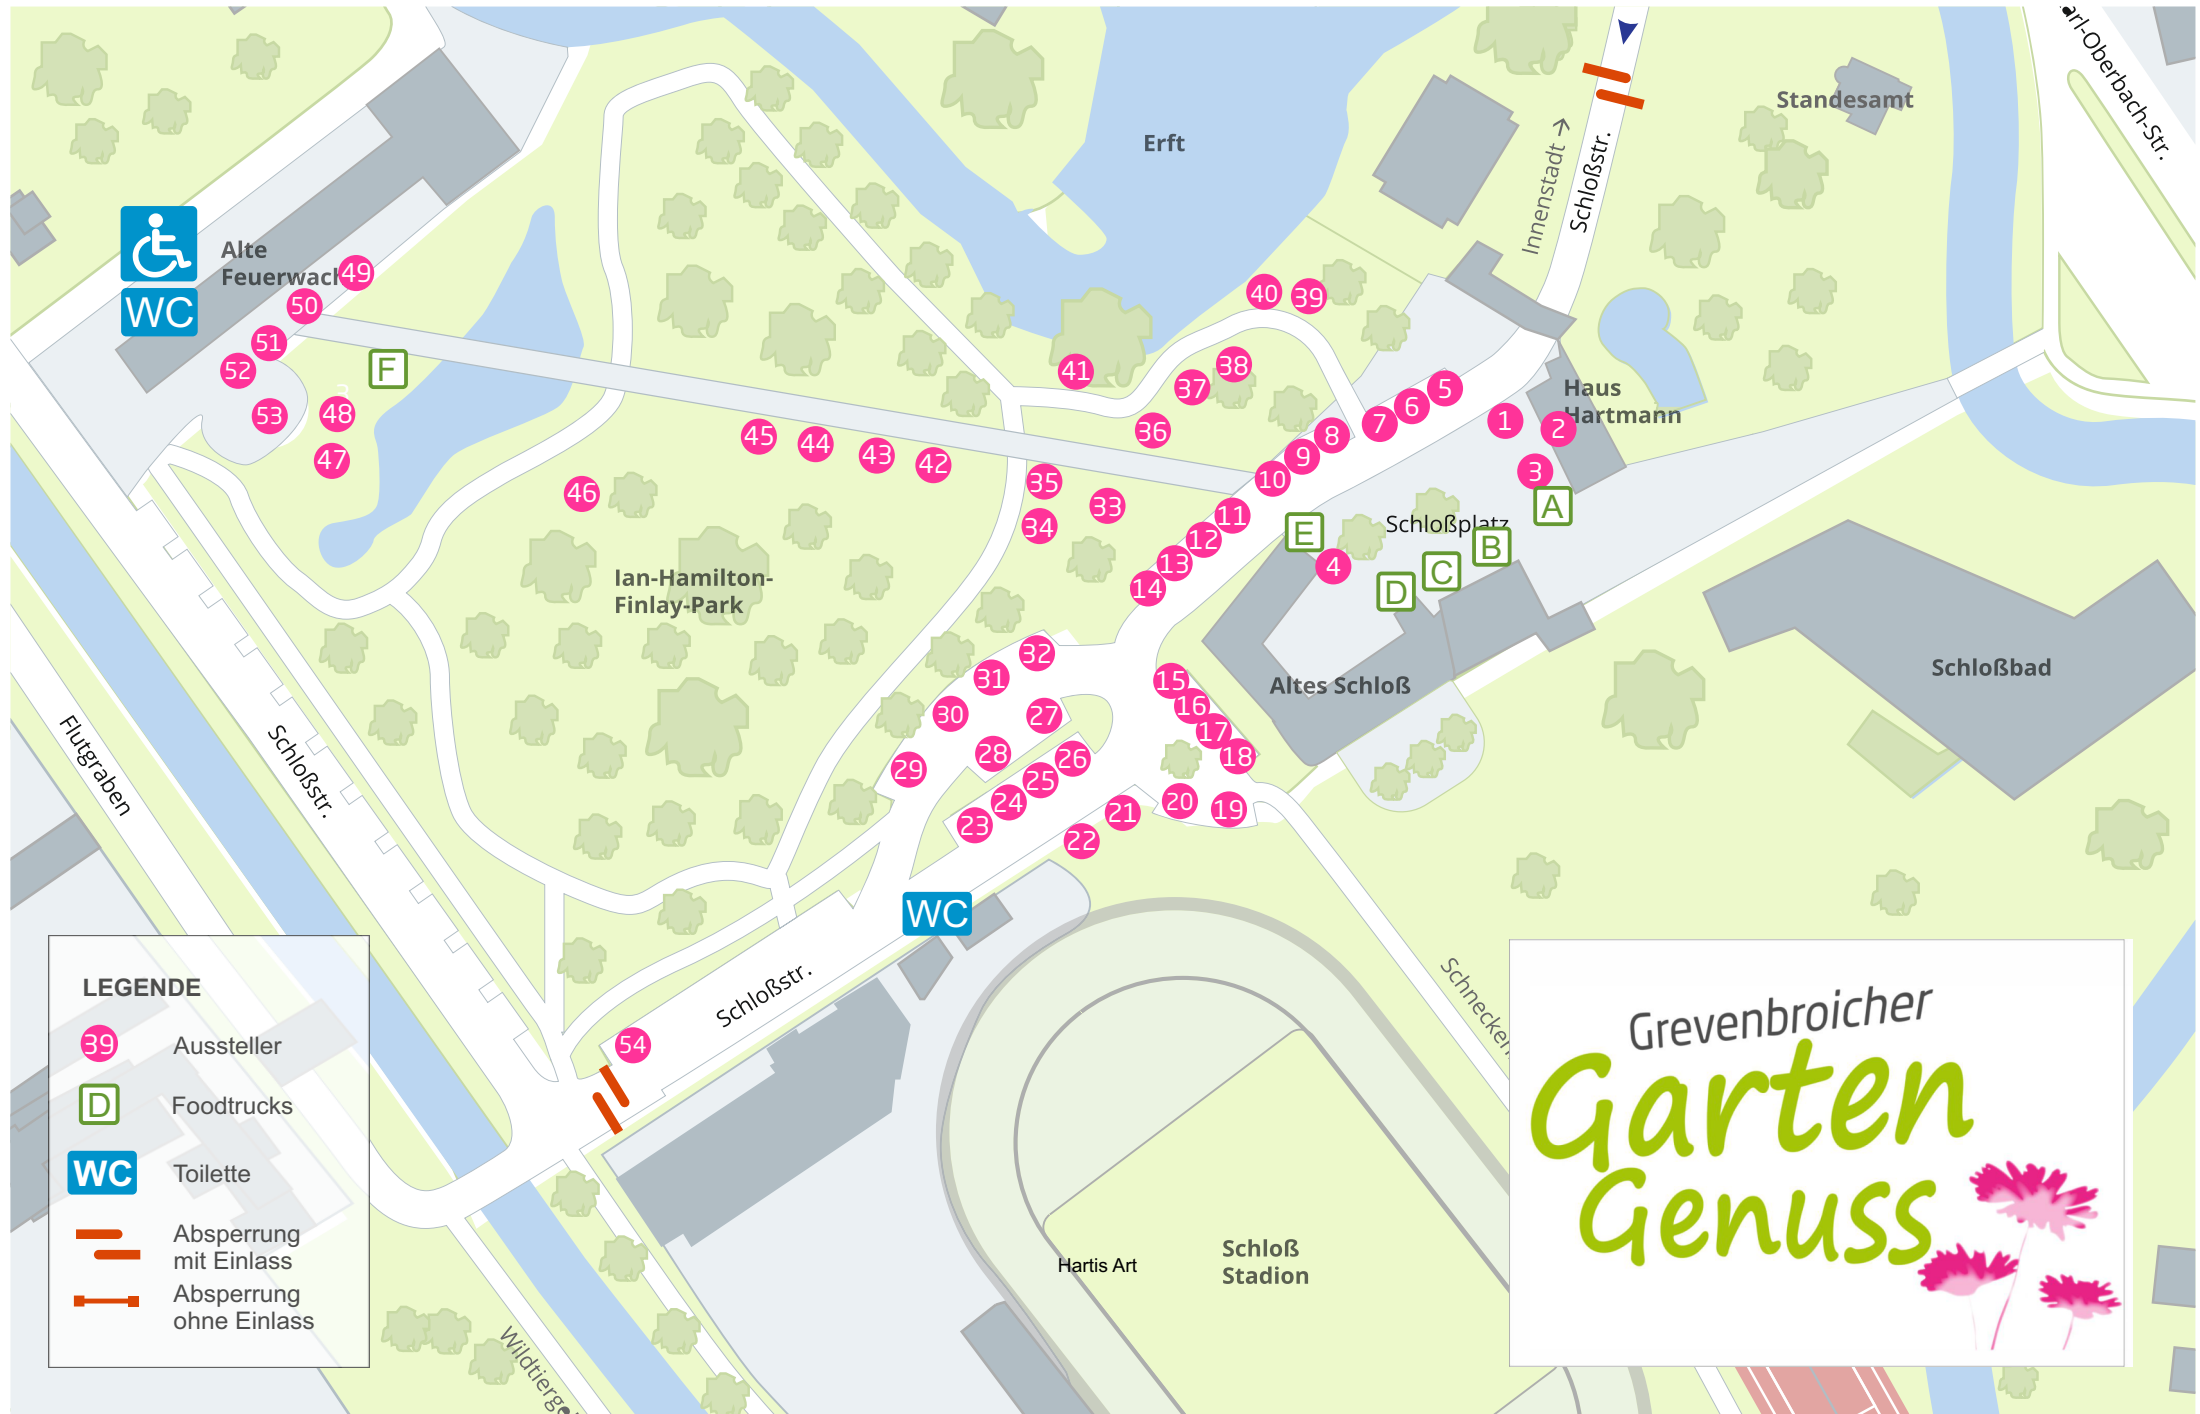 Erft
Standesamt
arl-Oberbach-Str.
Innenstadt →
Schloßstr.
Alte
Feuerwach
WC
49
50
51
52
53
48
47
F
40
39
41
38
37
36
5
6
7
8
9
10
11
12
13
14
1
2
3
Haus
Hartmann
A
B
C
D
E
4
Schloßplatz
45
44
43
42
46
35
34
33
Ian-Hamilton-
Finlay-Park
32
31
30
29
28
27
26
25
24
23
22
21
20
19
18
17
16
15
Altes Schloß
Schloßbad
Flutgraben
Schloßstr.
WC
Schloßstr.
54
Hartis Art
Schloß
Stadion
LEGENDE
39 Aussteller
D Foodtrucks
WC Toilette
Absperrung
mit Einlass
Absperrung
ohne Einlass
Grevenbroicher
Garten
Genuss